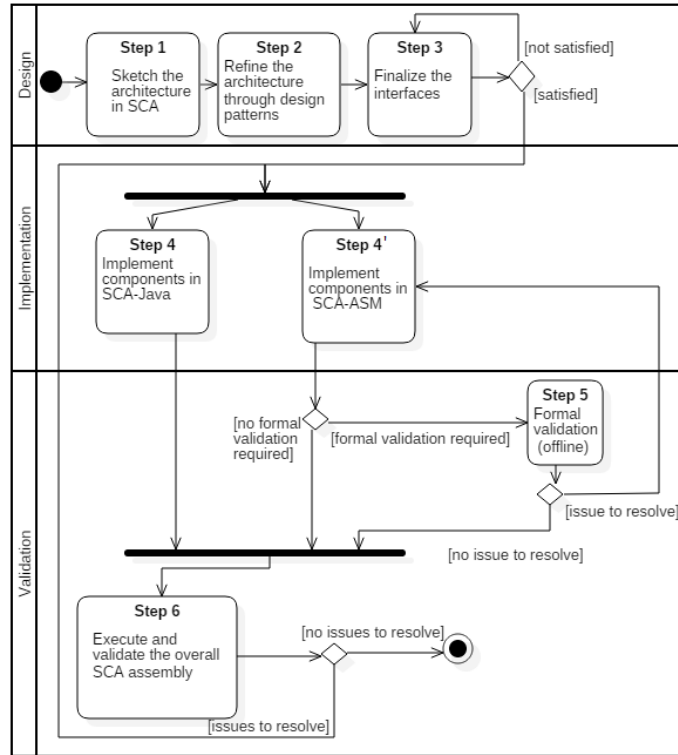 Design
Step 1
Sketch the
architecture
in SCA
Step 2
Refine the
architecture
through design
patterns
Step 3
Finalize the
interfaces
[not satisfied]
[satisfied]
Implementation
Step 4
Implement
components in
SCA-Java
Step 4'
Implement
components in
SCA-ASM
Validation
[no formal
validation
required]
[formal validation required]
Step 5
Formal
validation
(offline)
[issue to resolve]
[no issue to resolve]
Step 6
Execute and
validate the overall
SCA assembly
[no issues to resolve]
[issues to resolve]